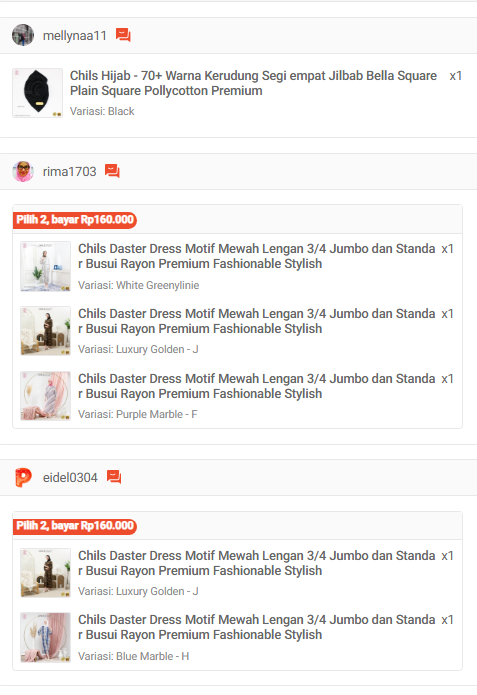 mellynaa11
Chils Hijab - 70+ Warna Kerudung Segi empat Jilbab Bella Square x1
Plain Square Pollycotton Premium
Variasi: Black
rima1703
Pilih 2, bayar Rp160.000
Chils Daster Dress Motif Mewah Lengan 3/4 Jumbo dan Standa x1
r Busui Rayon Premium Fashionable Stylish
Variasi: White Greenylinie
Chils Daster Dress Motif Mewah Lengan 3/4 Jumbo dan Standa x1
r Busui Rayon Premium Fashionable Stylish
Variasi: Luxury Golden - J
Chils Daster Dress Motif Mewah Lengan 3/4 Jumbo dan Standa x1
r Busui Rayon Premium Fashionable Stylish
Variasi: Purple Marble - F
eidel0304
Pilih 2, bayar Rp160.000
Chils Daster Dress Motif Mewah Lengan 3/4 Jumbo dan Standa x1
r Busui Rayon Premium Fashionable Stylish
Variasi: Luxury Golden - J
Chils Daster Dress Motif Mewah Lengan 3/4 Jumbo dan Standa x1
r Busui Rayon Premium Fashionable Stylish
Variasi: Blue Marble - H